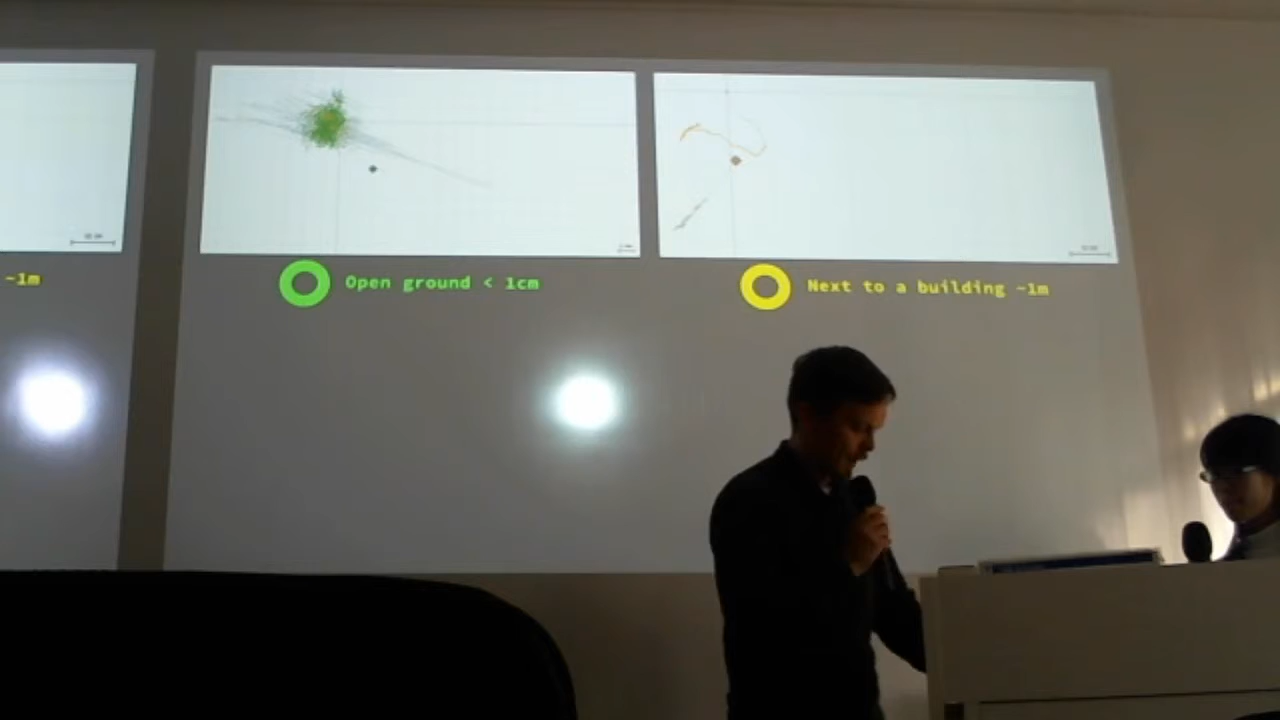 ~1m
Open ground < 1cm
Next to a building ~1m